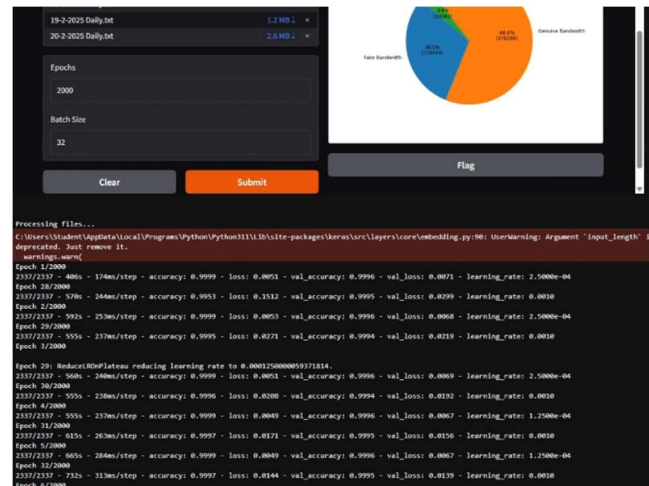 19-2-2025 Daily.txt 1.2 MB ↓ ×
20-2-2025 Daily.txt 2.6 MB ↓ ×
Epochs
2000
Batch Size
32
Clear
Submit
Fake Bandwidth
Genuine Bandwidth
Flag
Processing files...
C:\Users\Student\AppData\Local\Programs\Python\Python311\Lib\site-packages\keras\src\layers\core\embedding.py:90: UserWarning: Argument `input_length` i
deprecated. Just remove it.
warnings.warn(
Epoch 1/2000
2337/2337 - 406s - 174ms/step - accuracy: 0.9999 - loss: 0.0051 - val_accuracy: 0.9996 - val_loss: 0.0071 - learning_rate: 2.5000e-04
Epoch 28/2000
2337/2337 - 570s - 244ms/step - accuracy: 0.9953 - loss: 0.1512 - val_accuracy: 0.9995 - val_loss: 0.0299 - learning_rate: 0.0010
Epoch 2/2000
2337/2337 - 592s - 253ms/step - accuracy: 0.9999 - loss: 0.0053 - val_accuracy: 0.9996 - val_loss: 0.0068 - learning_rate: 2.5000e-04
Epoch 29/2000
2337/2337 - 555s - 237ms/step - accuracy: 0.9995 - loss: 0.0271 - val_accuracy: 0.9994 - val_loss: 0.0219 - learning_rate: 0.0010
Epoch 3/2000
Epoch 29: ReduceLROnPlateau reducing learning rate to 0.0001250000059371814.
2337/2337 - 560s - 240ms/step - accuracy: 0.9999 - loss: 0.0051 - val_accuracy: 0.9996 - val_loss: 0.0069 - learning_rate: 2.5000e-04
Epoch 30/2000
2337/2337 - 555s - 238ms/step - accuracy: 0.9996 - loss: 0.0208 - val_accuracy: 0.9994 - val_loss: 0.0192 - learning_rate: 0.0010
Epoch 4/2000
2337/2337 - 555s - 237ms/step - accuracy: 0.9999 - loss: 0.0049 - val_accuracy: 0.9996 - val_loss: 0.0067 - learning_rate: 1.2500e-04
Epoch 31/2000
2337/2337 - 615s - 263ms/step - accuracy: 0.9997 - loss: 0.0171 - val_accuracy: 0.9995 - val_loss: 0.0156 - learning_rate: 0.0010
Epoch 5/2000
2337/2337 - 665s - 284ms/step - accuracy: 0.9999 - loss: 0.0049 - val_accuracy: 0.9996 - val_loss: 0.0067 - learning_rate: 1.2500e-04
Epoch 32/2000
2337/2337 - 732s - 313ms/step - accuracy: 0.9997 - loss: 0.0144 - val_accuracy: 0.9995 - val_loss: 0.0139 - learning_rate: 0.0010
Epoch 6/2000